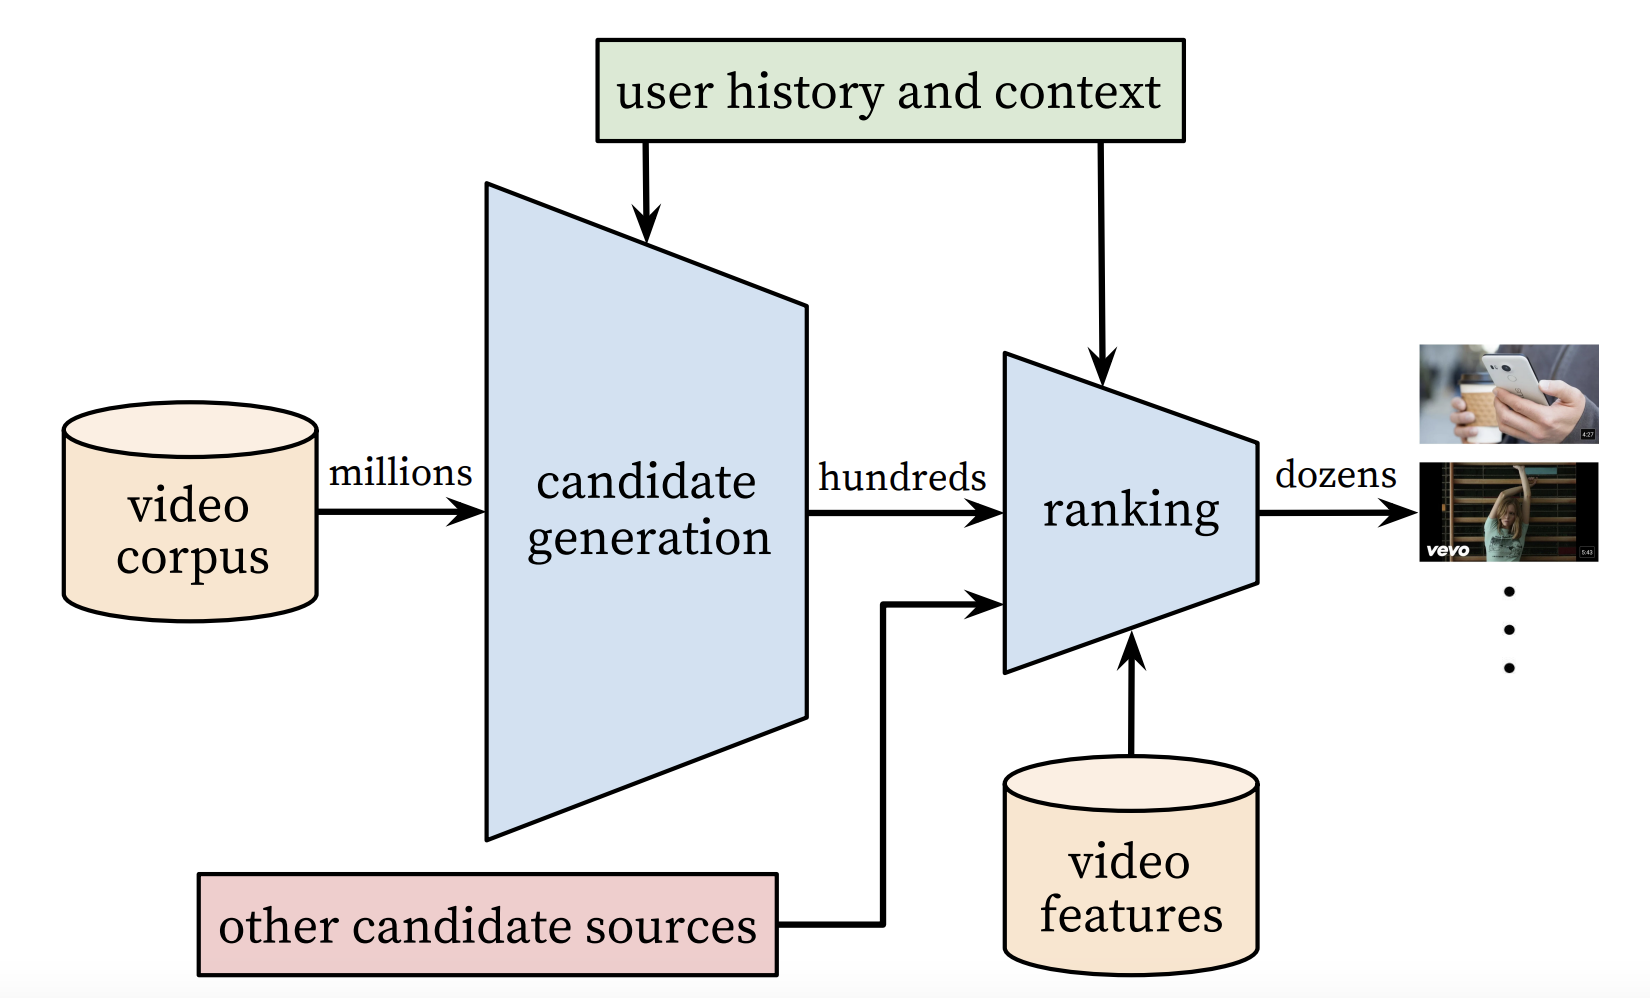 user history and context
video
corpus
millions
candidate
generation
hundreds
ranking
dozens
4:27
vevo
5:43
other candidate sources
video
features